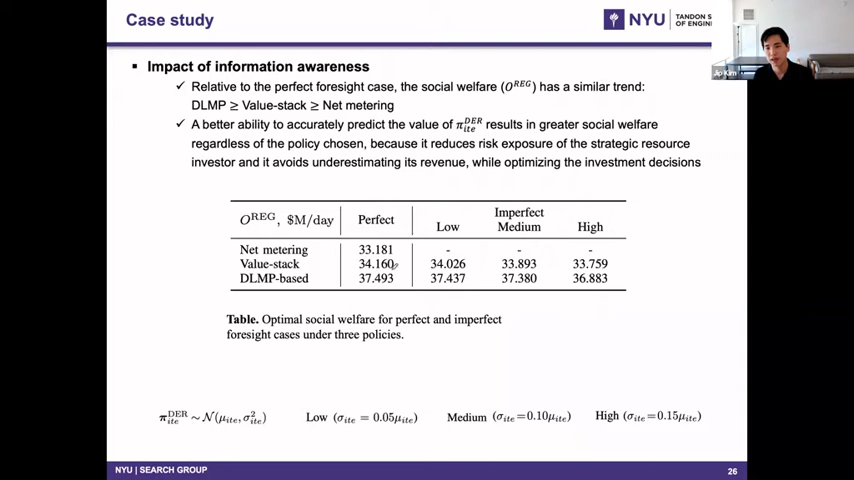 Case study
NYU
TANDON S
OF ENGINE
Jip Kim
▪ Impact of information awareness
✓ Relative to the perfect foresight case, the social welfare (O^REG) has a similar trend:
DLMP ≥ Value-stack ≥ Net metering
✓ A better ability to accurately predict the value of π_ite^DER results in greater social welfare
regardless of the policy chosen, because it reduces risk exposure of the strategic resource
investor and it avoids underestimating its revenue, while optimizing the investment decisions
O^REG, $M/day Perfect Imperfect
Low Medium High
Net metering 33.181 - - -
Value-stack 34.160 34.026 33.893 33.759
DLMP-based 37.493 37.437 37.380 36.883
Table. Optimal social welfare for perfect and imperfect
foresight cases under three policies.
π_ite^DER ~ N(μ_ite, σ_ite^2) Low (σ_ite = 0.05μ_ite) Medium (σ_ite=0.10μ_ite) High (σ_ite=0.15μ_ite)
NYU | SEARCH GROUP
26